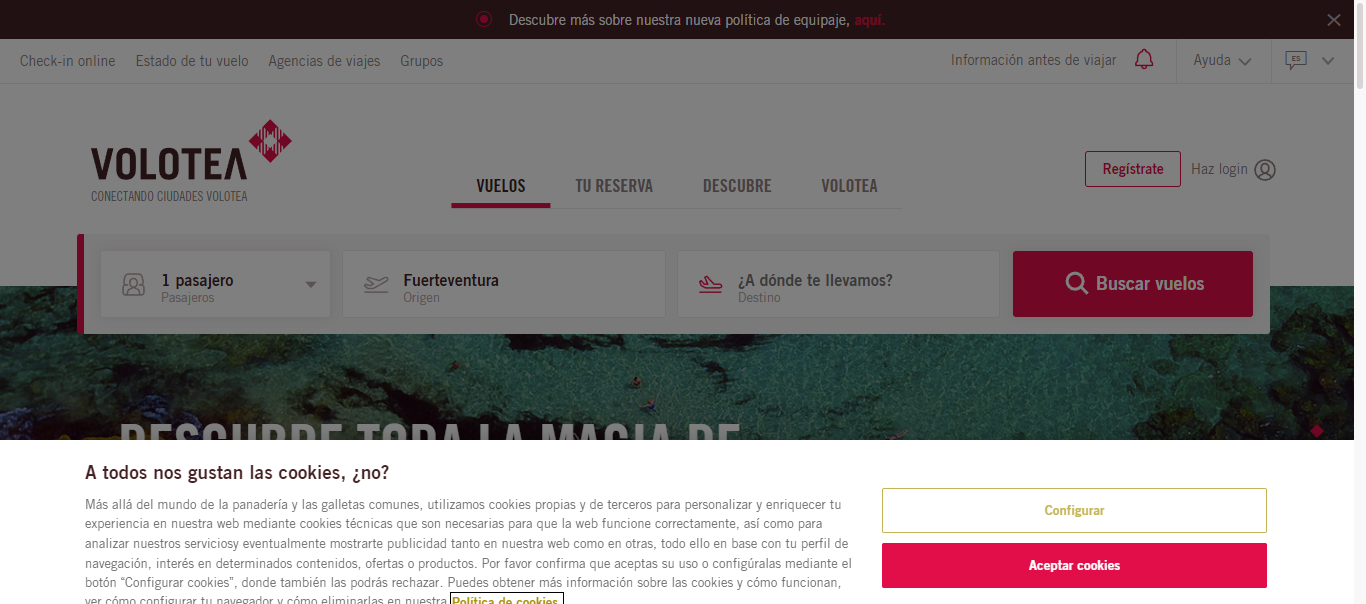 Descubre más sobre nuestra nueva política de equipaje, aquí.
Check-in online Estado de tu vuelo Agencias de viajes Grupos Información antes de viajar Ayuda ES
VOLOTEA
CONECTANDO CIUDADES VOLOTEA
VUELOS TU RESERVA DESCUBRE VOLOTEA
Regístrate Haz login
1 pasajero
Pasajeros
Fuerteventura
Origen
¿A dónde te llevamos?
Destino
Buscar vuelos
DESCUBRE TODA LA MAGIA DE
A todos nos gustan las cookies, ¿no?
Más allá del mundo de la panadería y las galletas comunes, utilizamos cookies propias y de terceros para personalizar y enriquecer tu
experiencia en nuestra web mediante cookies técnicas que son necesarias para que la web funcione correctamente, así como para
analizar nuestros serviciosy eventualmente mostrarte publicidad tanto en nuestra web como en otras, todo ello en base con tu perfil de
navegación, interés en determinados contenidos, ofertas o productos. Por favor confirma que aceptas su uso o configúralas mediante el
botón “Configurar cookies”, donde también las podrás rechazar. Puedes obtener más información sobre las cookies y cómo funcionan,
ver cómo configurar tu navegador y cómo eliminarlas en nuestra Política de cookies.
Configurar
Aceptar cookies